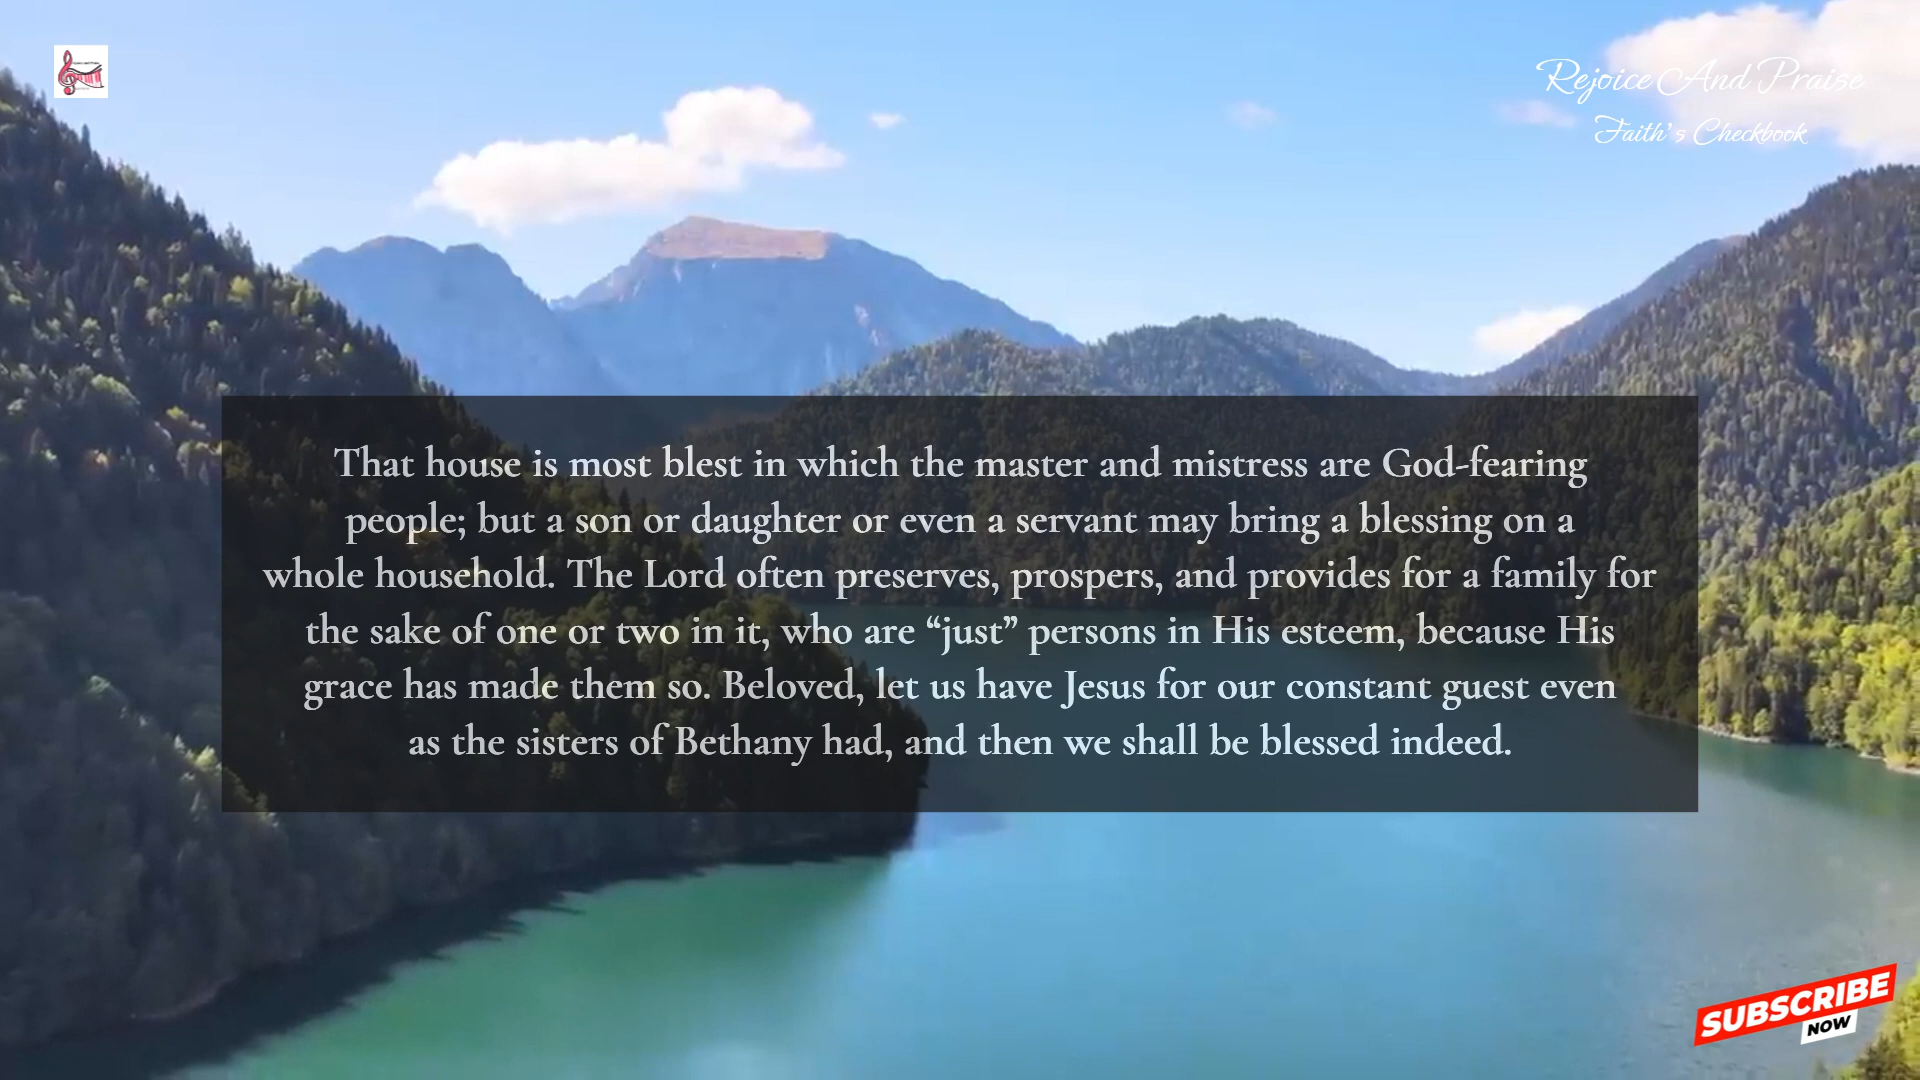 Rejoice And Praise
Faith's Checkbook
That house is most blest in which the master and mistress are God-fearing
people; but a son or daughter or even a servant may bring a blessing on a
whole household. The Lord often preserves, prospers, and provides for a family for
the sake of one or two in it, who are “just” persons in His esteem, because His
grace has made them so. Beloved, let us have Jesus for our constant guest even
as the sisters of Bethany had, and then we shall be blessed indeed.
SUBSCRIBE
NOW